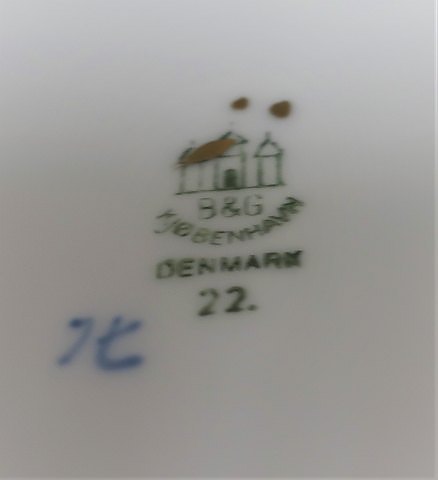 B&G
KJØBENHAVN
DENMARK
22.